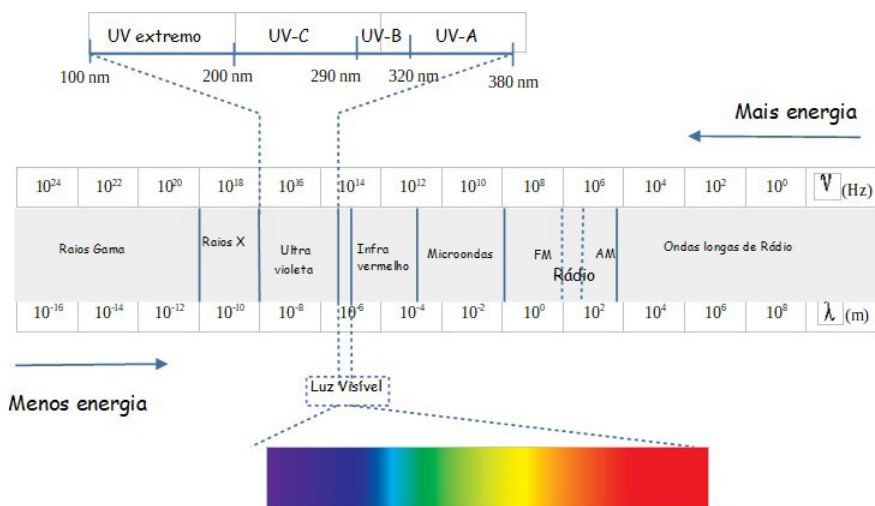 UV extremo UV-C UV-B UV-A
100 nm 200 nm 290 nm 320 nm 380 nm
Mais energia
10²⁴ 10²² 10²⁰ 10¹⁸ 10¹⁶ 10¹⁴ 10¹² 10¹⁰ 10⁸ 10⁶ 10⁴ 10² 10⁰ ν (Hz)
Raios Gama Raios X Ultra violeta Infra vermelho Microondas FM Rádio AM Ondas longas de Rádio
10⁻¹⁶ 10⁻¹⁴ 10⁻¹² 10⁻¹⁰ 10⁻⁸ 10⁻⁶ 10⁻⁴ 10⁻² 10⁰ 10² 10⁴ 10⁶ 10⁸ λ (m)
Menos energia
Luz Visível